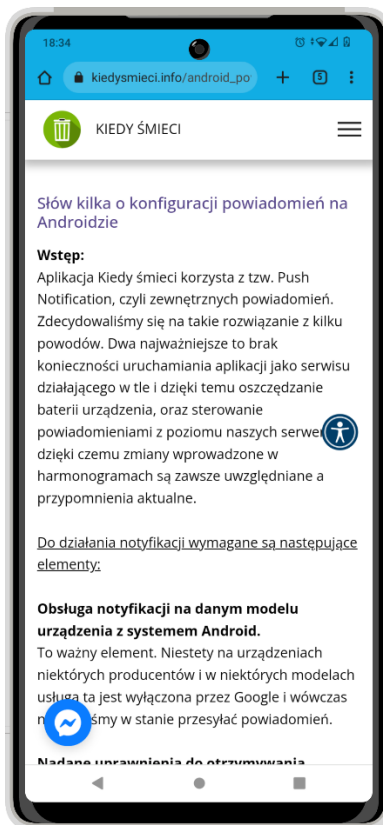 18:34
kiedysmieci.info/android_po
5
KIEDY ŚMIECI
Słów kilka o konfiguracji powiadomień na
Androidzie
Wstęp:
Aplikacja Kiedy śmieci korzysta z tzw. Push
Notification, czyli zewnętrznych powiadomień.
Zdecydowaliśmy się na takie rozwiązanie z kilku
powodów. Dwa najważniejsze to brak
konieczności uruchamiania aplikacji jako serwisu
działającego w tle i dzięki temu oszczędzanie
baterii urządzenia, oraz sterowanie
powiadomieniami z poziomu naszych
dzięki czemu zmiany wprowadzone w
harmonogramach są zawsze uwzględniane a
przypomnienia aktualne.
Do działania notyfikacji wymagane są następujące
elementy:
Obsługa notyfikacji na danym modelu
urządzenia z systemem Android.
To ważny element. Niestety na urządzeniach
niektórych producentów i w niektórych modelach
usługa ta jest wyłączona przez Google i wówczas
w stanie przesyłać powiadomień.
Nadane uprawnienia do otrzymywania